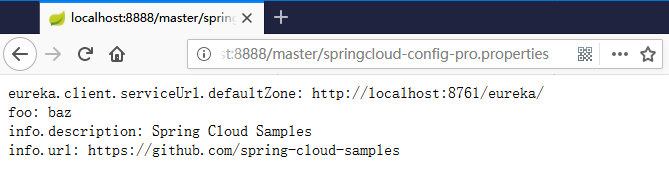 localhost:8888/master/spring
st:8888/master/springcloud-config-pro.properties
eureka.client.serviceUrl.defaultZone: http://localhost:8761/eureka/
foo: baz
info.description: Spring Cloud Samples
info.url: https://github.com/spring-cloud-samples